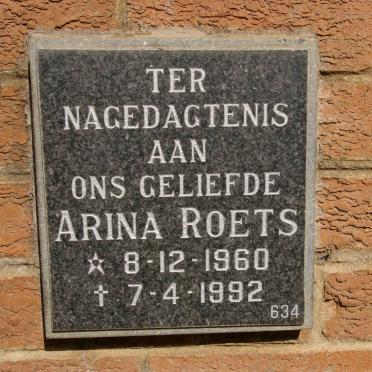 TER
NAGEDAGTENIS
AAN
ONS GELIEFDE
ARINA ROETS
☆ 8-12-1960
✝ 7-4-1992
634